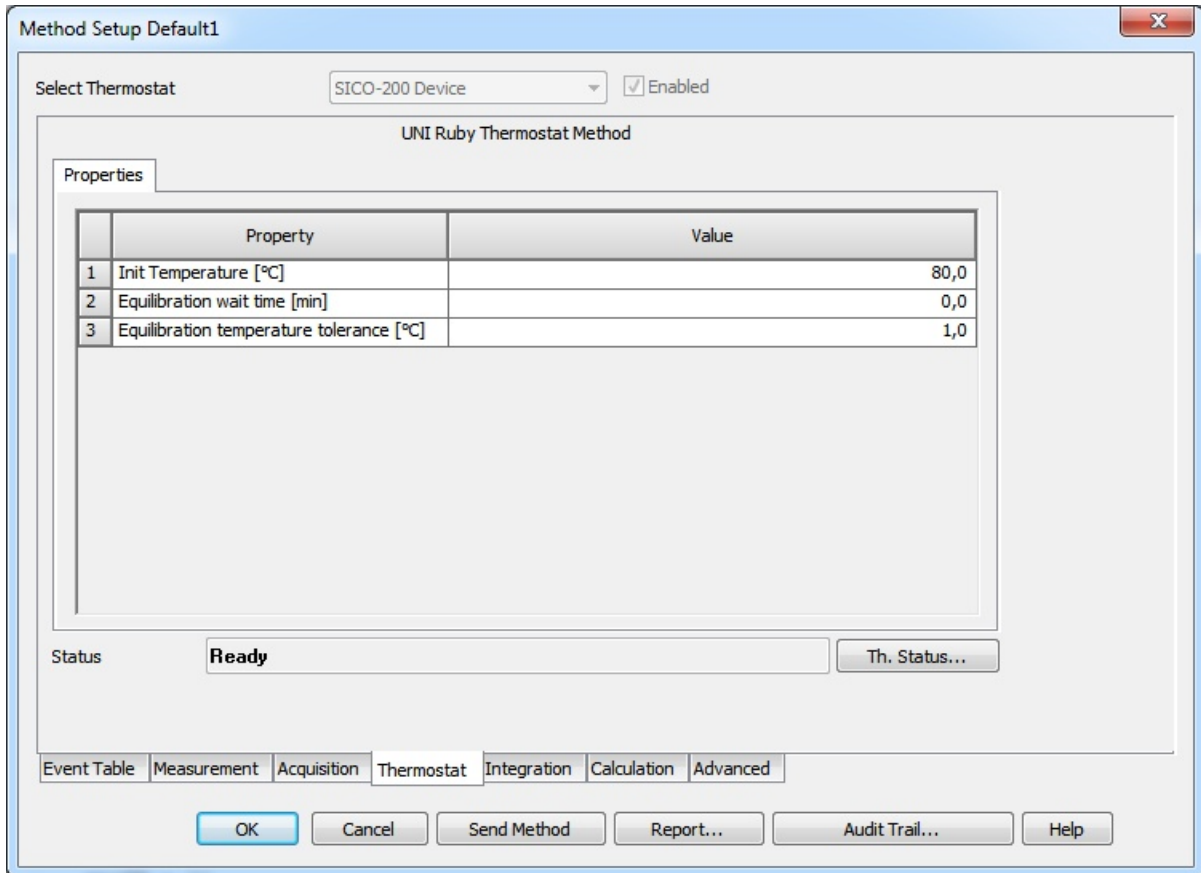 Method Setup Default1
Select Thermostat SICO-200 Device Enabled
UNI Ruby Thermostat Method
Properties
Property Value
1 Init Temperature [°C] 80,0
2 Equilibration wait time [min] 0,0
3 Equilibration temperature tolerance [°C] 1,0
Status Ready Th. Status...
Event Table Measurement Acquisition Thermostat Integration Calculation Advanced
OK Cancel Send Method Report... Audit Trail... Help